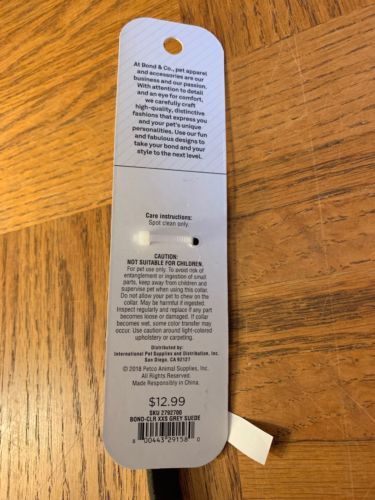 At Bond & Co., pet apparel
and accessories are our
business and our passion.
With attention to detail
and an eye for comfort,
we carefully craft
high-quality, distinctive
fashions that express you
and your pet's unique
personalities. Use our fun
and fabulous designs to
take your bond and your
style to the next level.
Care instructions:
Spot clean only.
CAUTION:
NOT SUITABLE FOR CHILDREN.
For pet use only. To avoid risk of
entanglement or ingestion of small
parts, keep away from children and
supervise pet when using this collar.
Do not allow your pet to chew on the
collar. May be harmful if ingested.
Inspect regularly and replace if any part
becomes loose or damaged. If collar
becomes wet, some color transfer may
occur. Use caution around light-colored
upholstery or carpeting.
Distributed by:
International Pet Supplies and Distribution, Inc.
San Diego, CA 92127
© 2018 Petco Animal Supplies, Inc.
All Rights Reserved.
Made Responsibly in China.
$12.99
SKU 2792700
BOND-CLR XXS GREY SUEDE
8 00443 29158 0